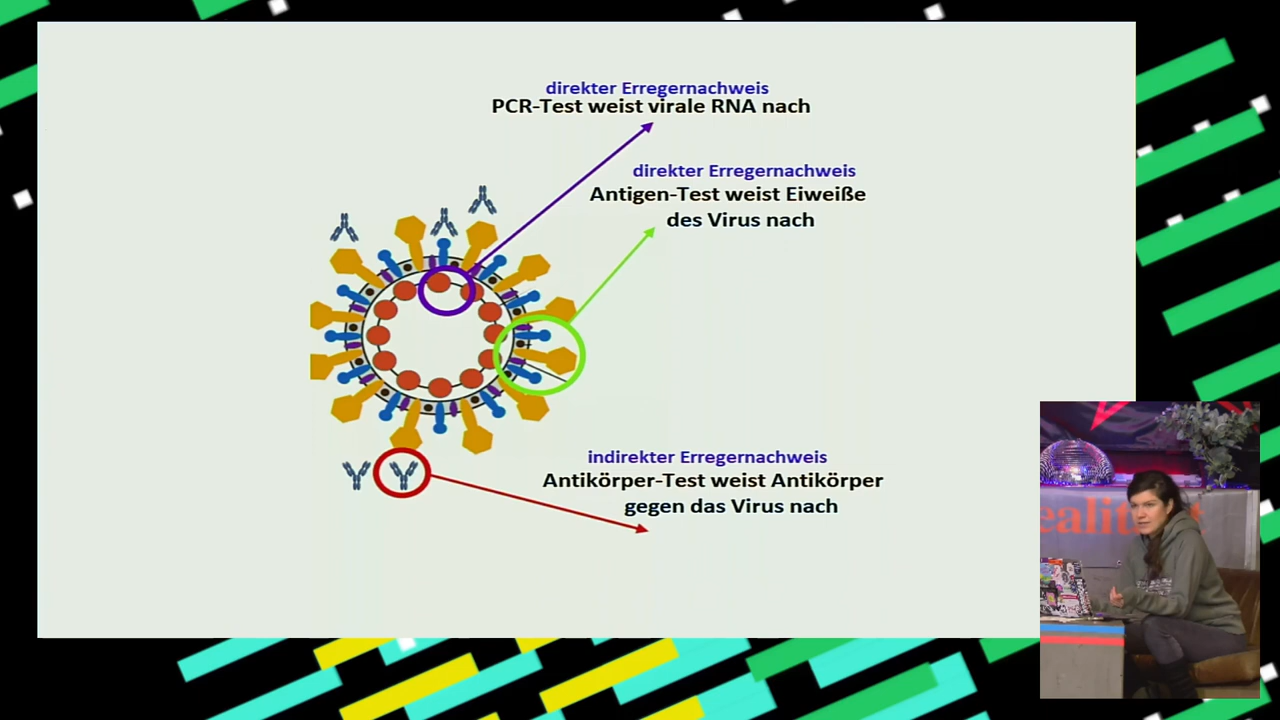 direkter Erregernachweis
PCR-Test weist virale RNA nach
direkter Erregernachweis
Antigen-Test weist Eiweiße
des Virus nach
indirekter Erregernachweis
Antikörper-Test weist Antikörper
gegen das Virus nach